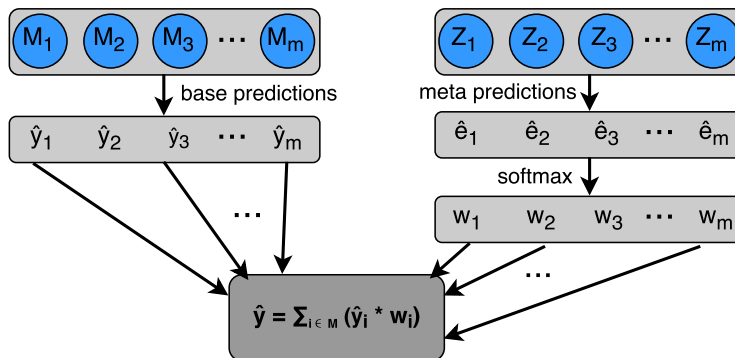 M₁ M₂ M₃ ... Mₘ
Z₁ Z₂ Z₃ ... Zₘ
base predictions
meta predictions
ŷ₁ ŷ₂ ŷ₃ ... ŷₘ
ê₁ ê₂ ê₃ ... êₘ
softmax
w₁ w₂ w₃ ... wₘ
...
...
ŷ = Σᵢ ∈ M (ŷᵢ * wᵢ)